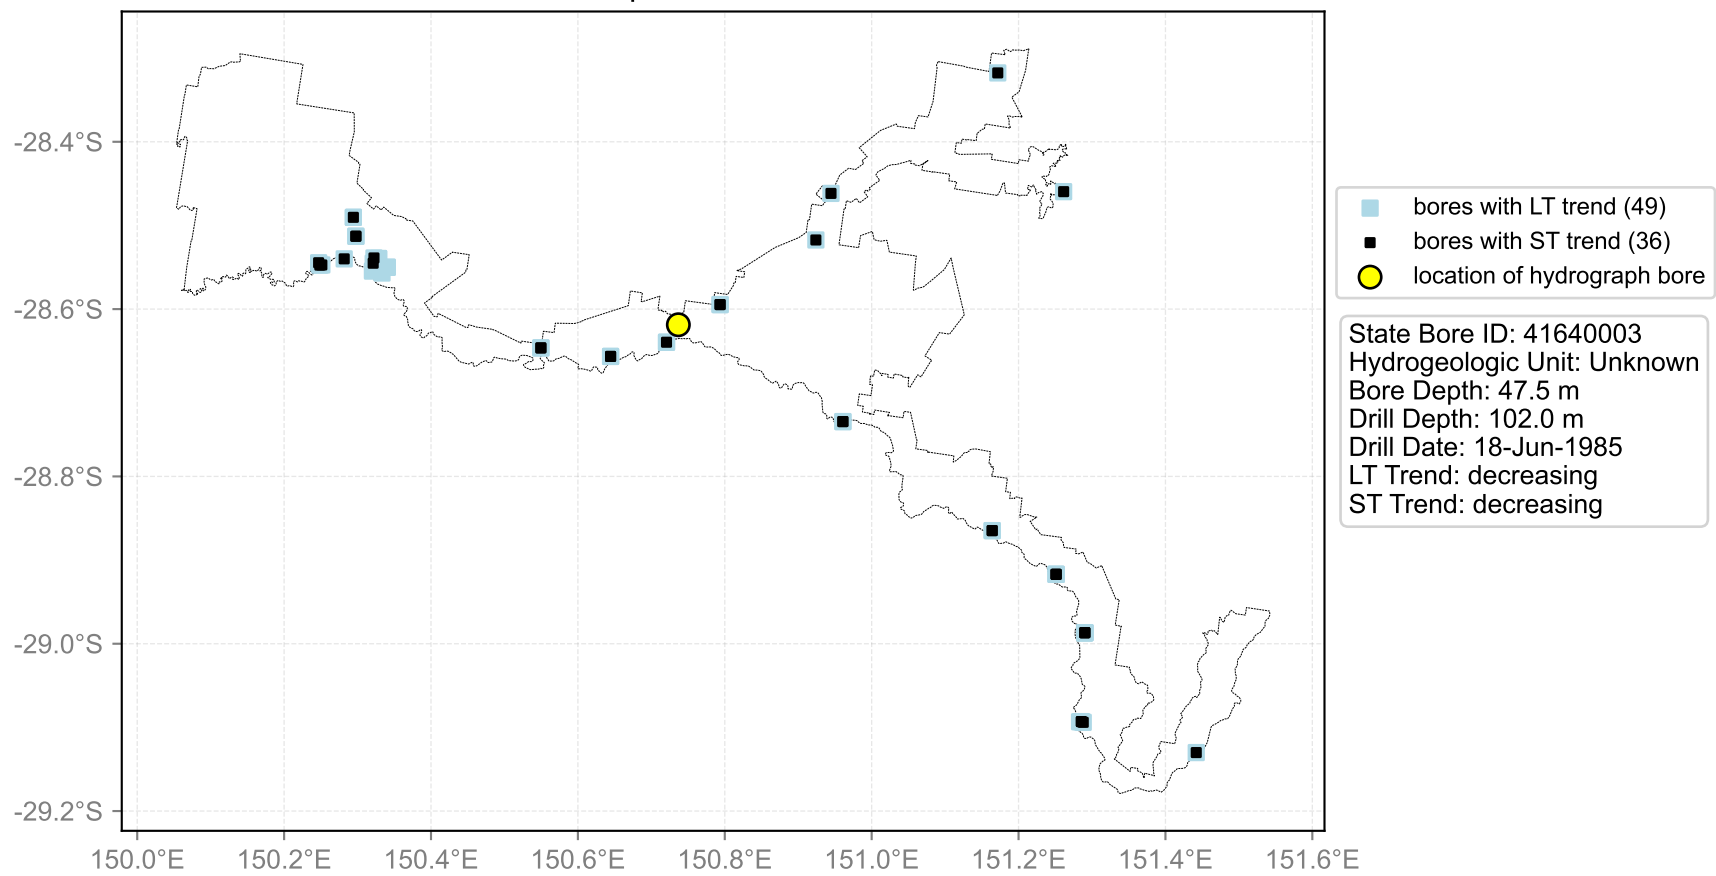 -28.4°S
-28.6°S
-28.8°S
-29.0°S
-29.2°S
150.0°E
150.2°E
150.4°E
150.6°E
150.8°E
151.0°E
151.2°E
151.4°E
151.6°E
bores with LT trend (49)
bores with ST trend (36)
location of hydrograph bore
State Bore ID: 41640003
Hydrogeologic Unit: Unknown
Bore Depth: 47.5 m
Drill Depth: 102.0 m
Drill Date: 18-Jun-1985
LT Trend: decreasing
ST Trend: decreasing